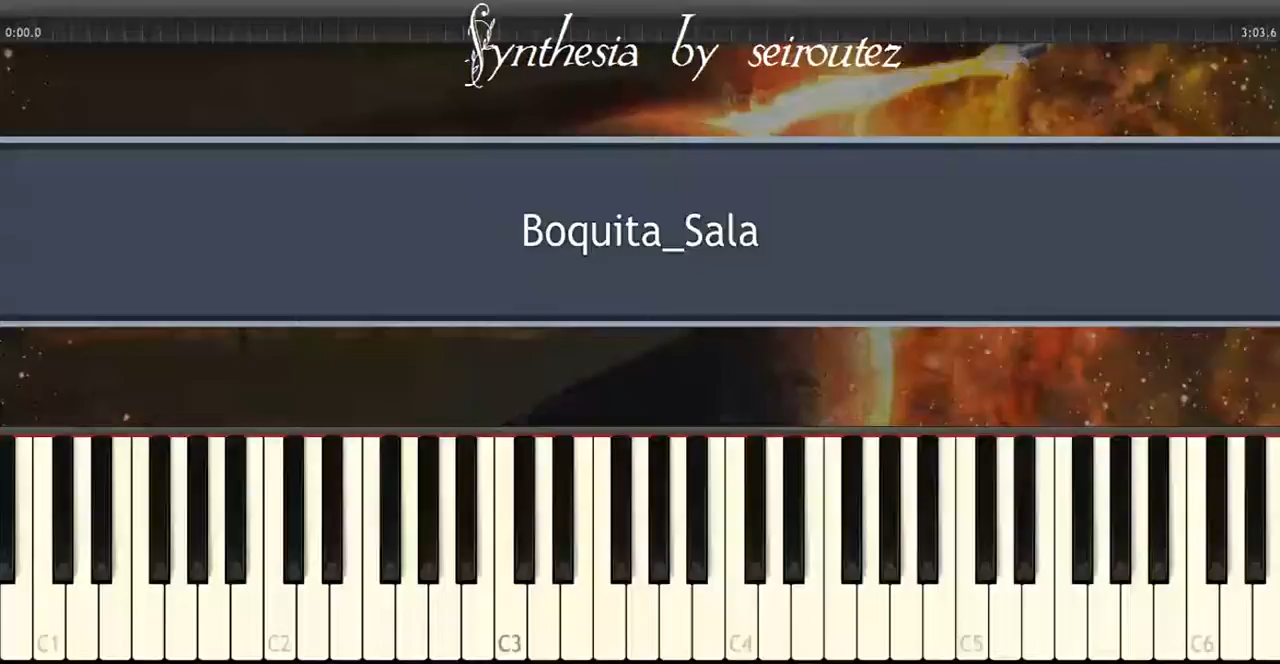 0:00.0
3:03.6
Synthesia by seiroutez
Boquita_Sala
C1 C2 C3 C4 C5 C6